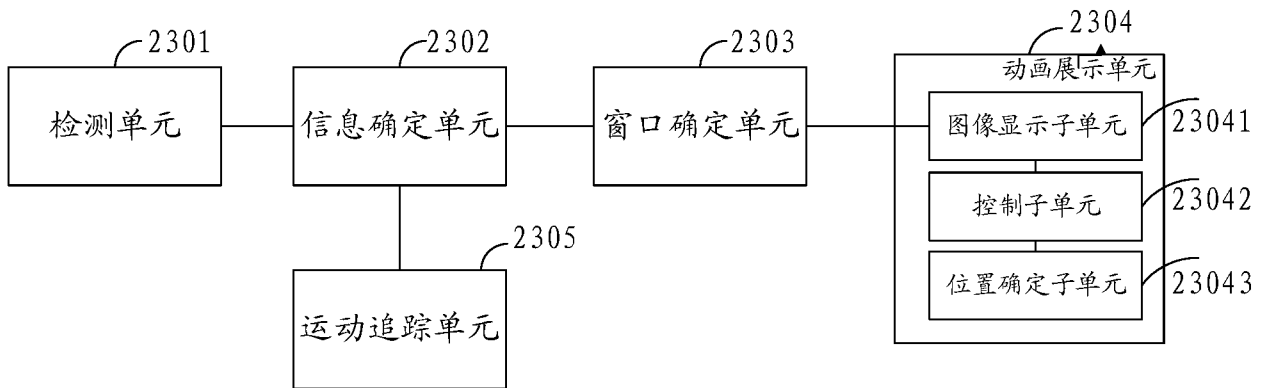 2301
检测单元
2302
信息确定单元
2303
窗口确定单元
2304
动画展示单元
图像显示子单元
23041
控制子单元
23042
位置确定子单元
23043
2305
运动追踪单元